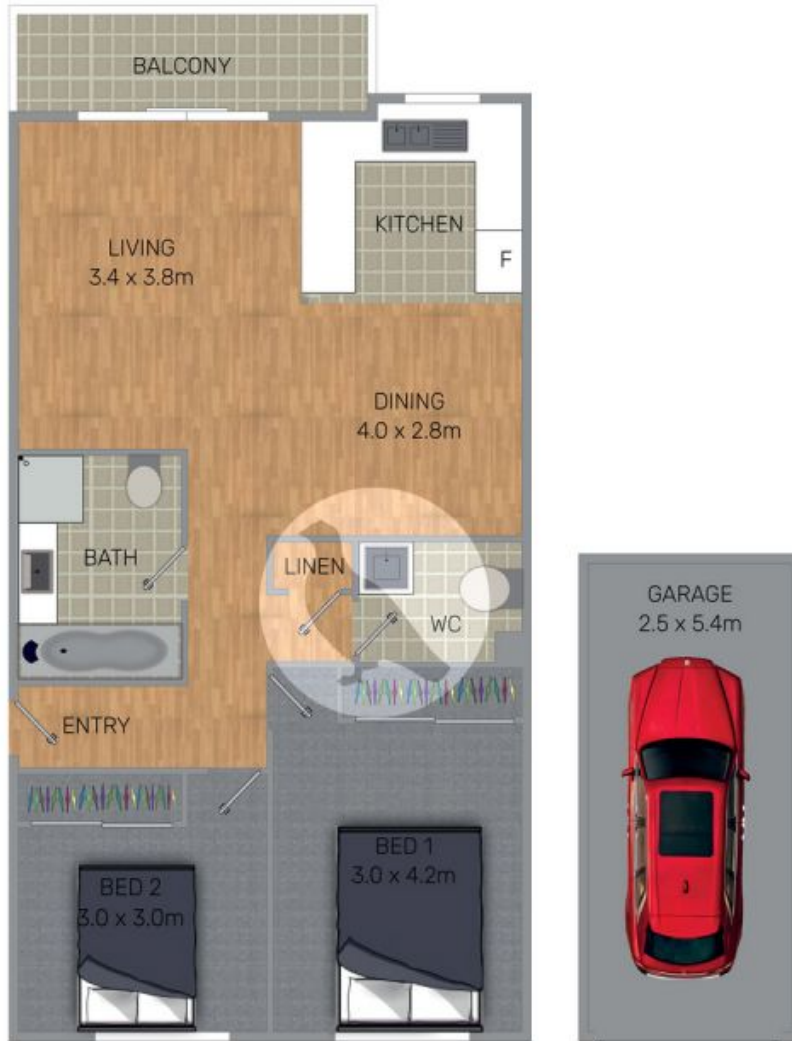 BALCONY
LIVING
3.4 x 3.8m
KITCHEN
F
DINING
4.0 x 2.8m
BATH
LINEN
WC
ENTRY
GARAGE
2.5 x 5.4m
BED 1
3.0 x 4.2m
BED 2
3.0 x 3.0m